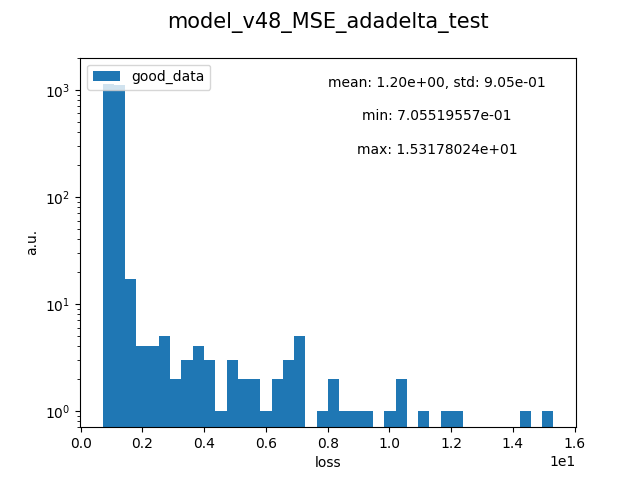 model_v48_MSE_adadelta_test
good_data
mean: 1.20e+00, std: 9.05e-01
min: 7.05519557e-01
max: 1.53178024e+01
10³
10²
10¹
10⁰
a.u.
0.0 0.2 0.4 0.6 0.8 1.0 1.2 1.4 1.6
1e1
loss